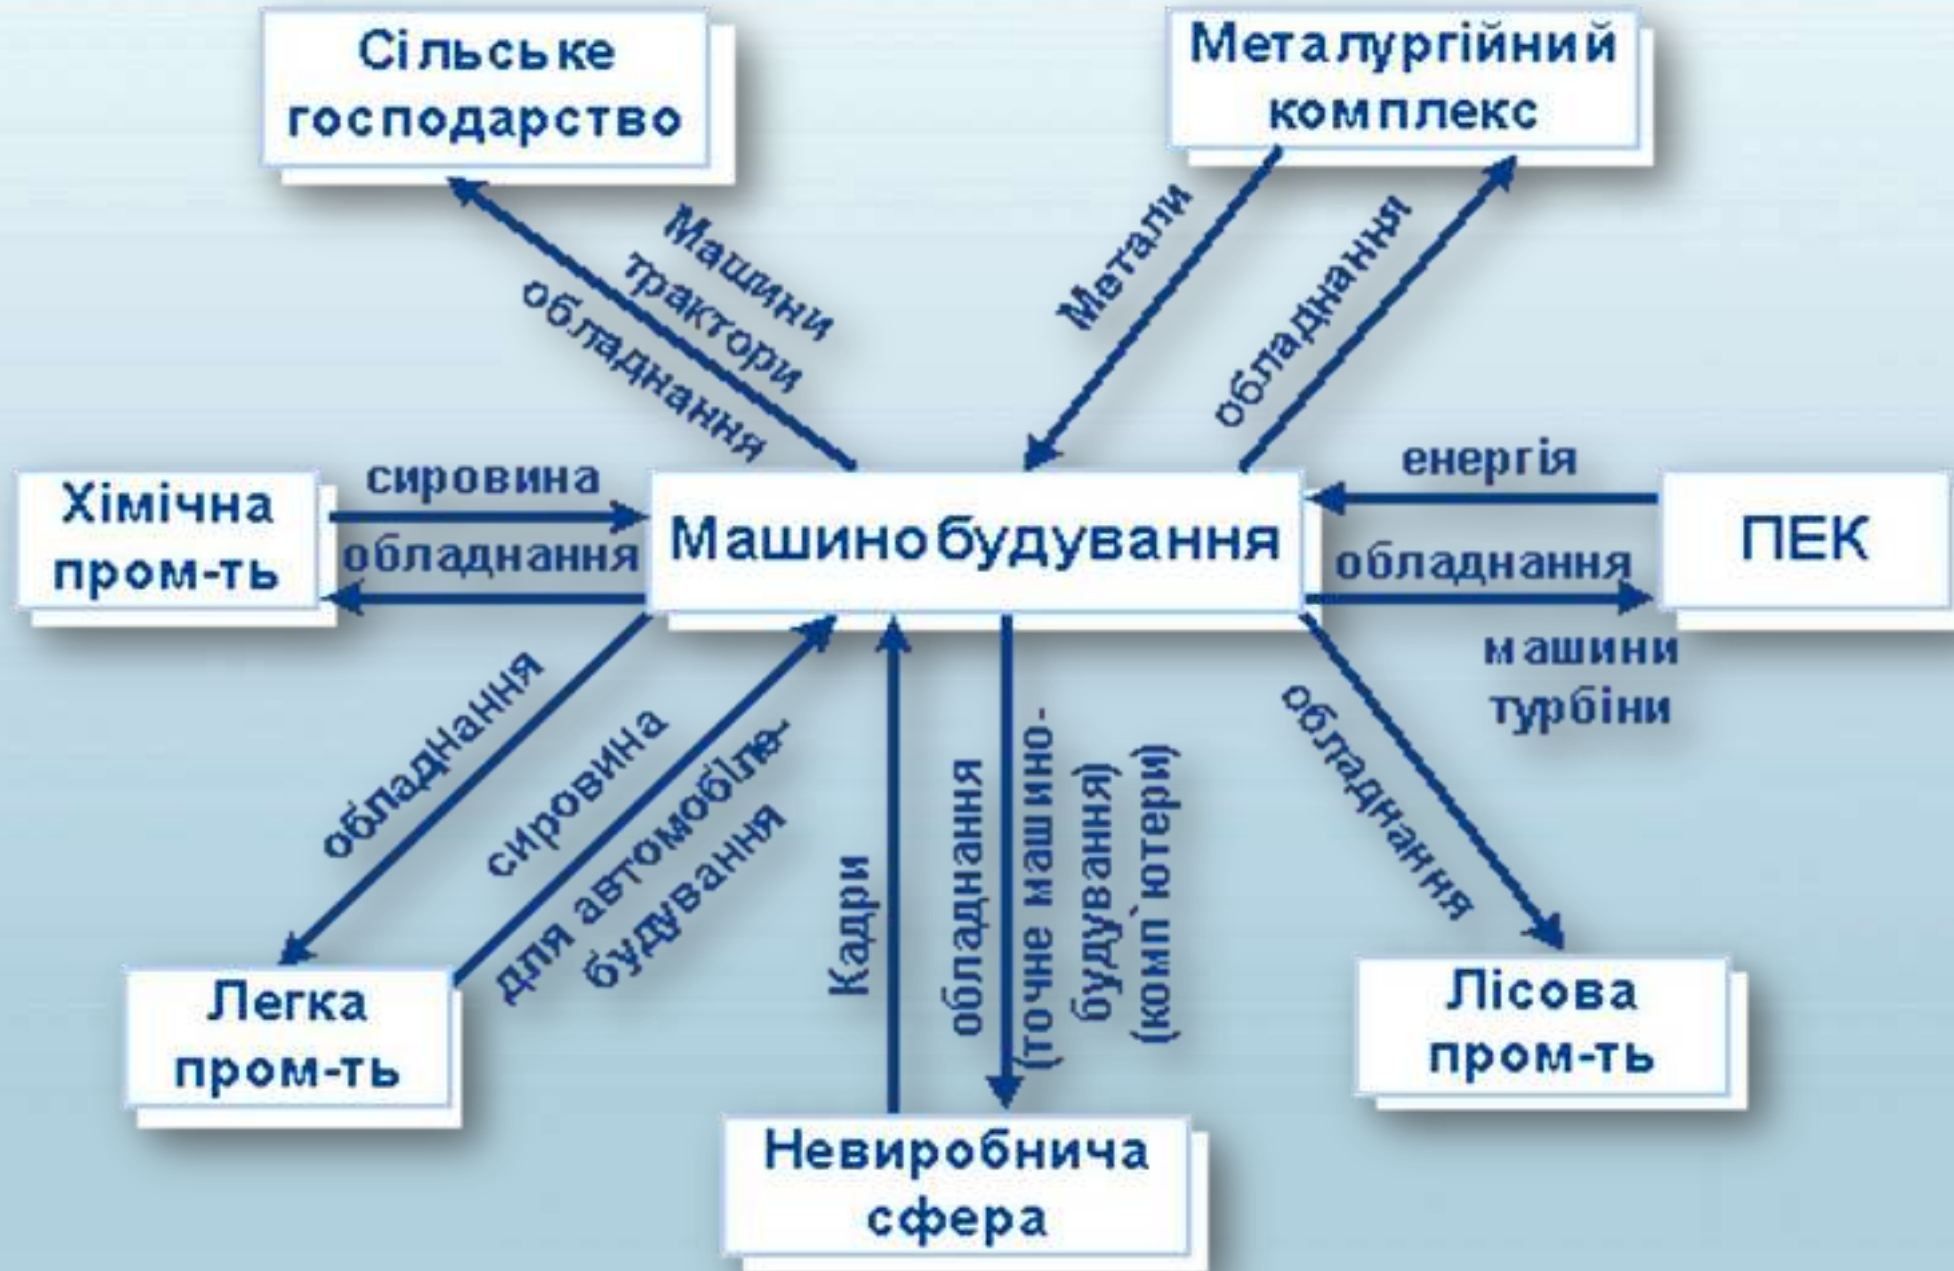 Сільське
господарство
Металургійний
комплекс
Машини
трактори
обладнання
Метали
обладнання
Хімічна
пром-ть
сировина
обладнання
Машинобудування
енергія
обладнання
машини
турбіни
ПЕК
обладнання
сировина
для автомобіле-
будування
Кадри
обладнання
(точне машино-
будування)
(комп`ютери)
обладнання
Легка
пром-ть
Невиробнича
сфера
Лісова
пром-ть